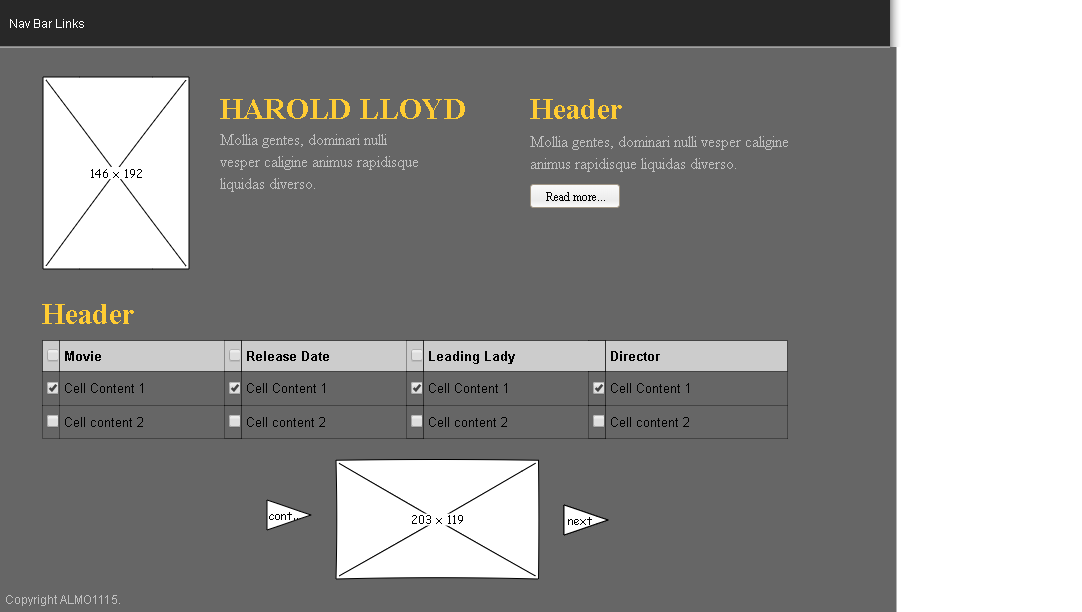 Nav Bar Links
146 x 192
HAROLD LLOYD
Mollia gentes, dominari nulli
vesper caligine animus rapidisque
liquidas diverso.
Header
Mollia gentes, dominari nulli vesper caligine
animus rapidisque liquidas diverso.
Read more...
Header
Movie Release Date Leading Lady Director
Cell Content 1 Cell Content 1 Cell Content 1 Cell Content 1
Cell content 2 Cell content 2 Cell content 2 Cell content 2
cont...
203 x 119
next
Copyright ALMO1115.